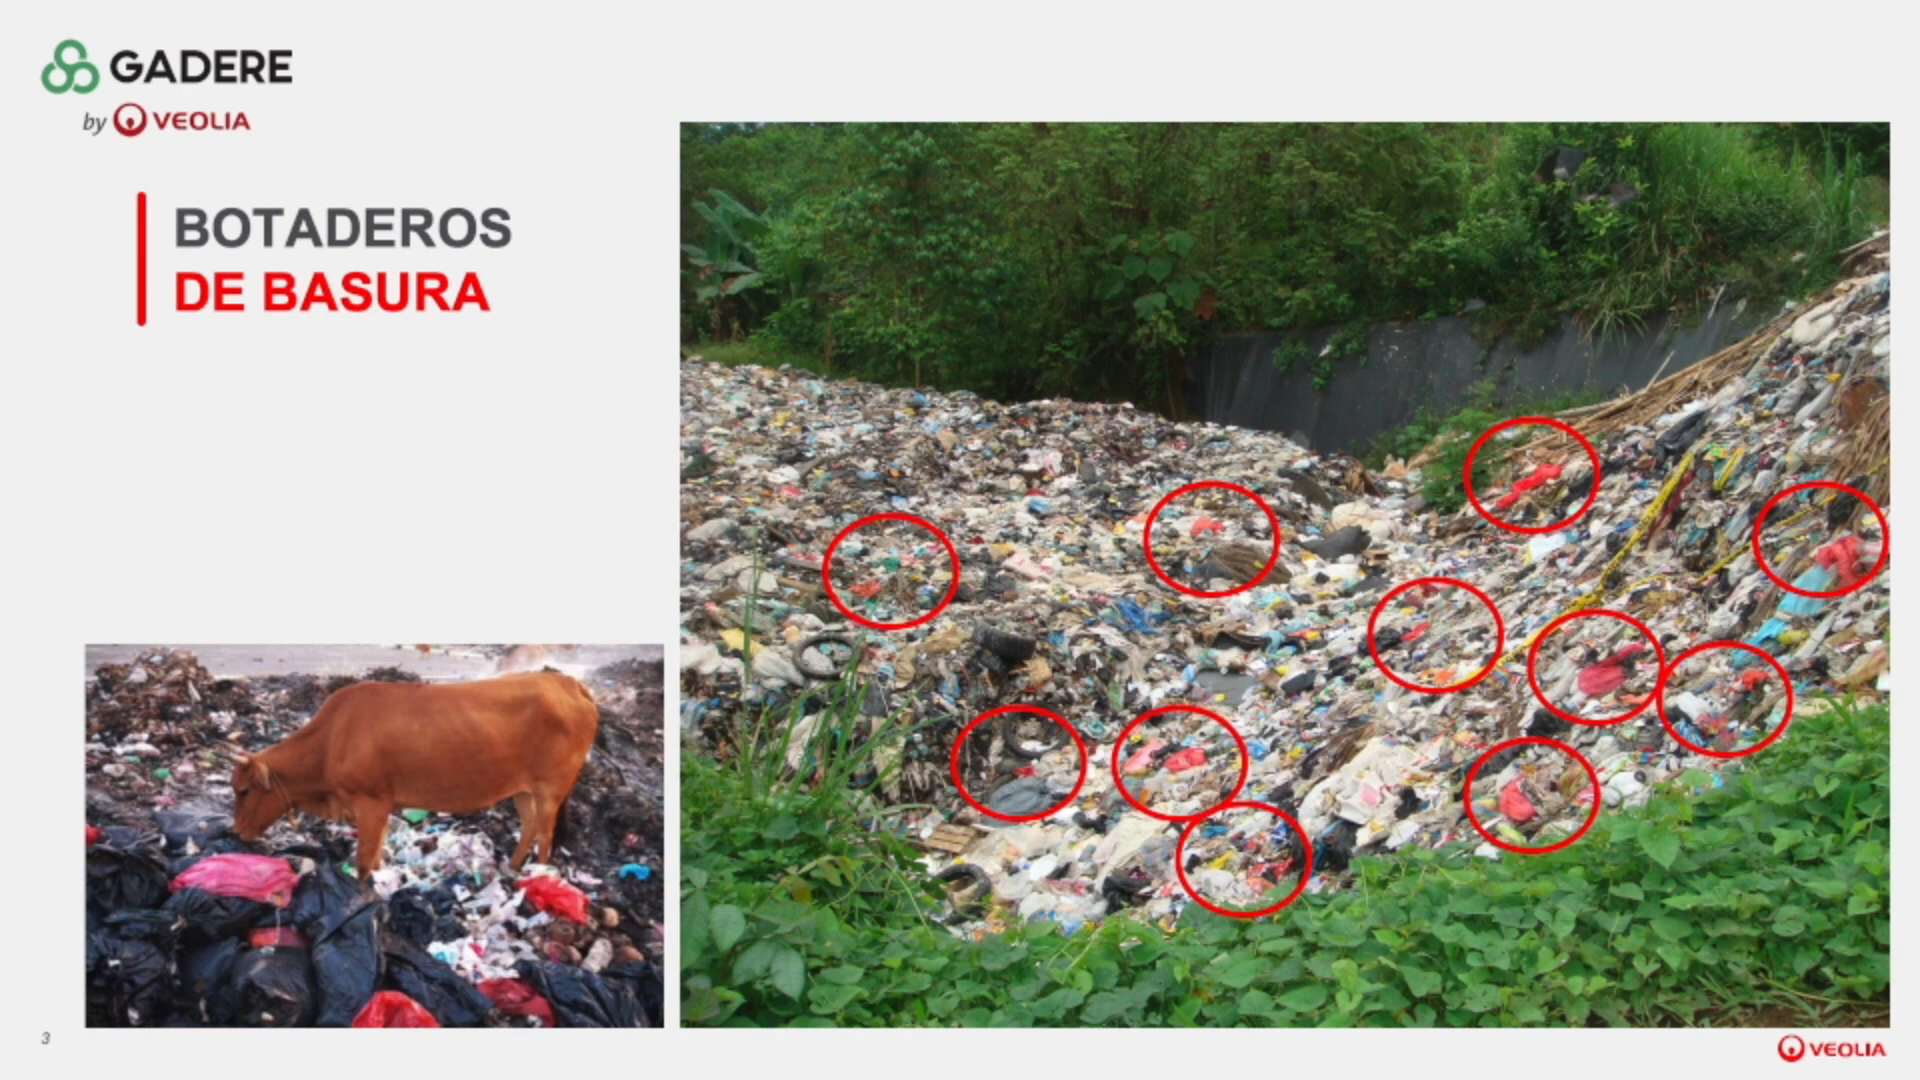 GADERE
by VEOLIA
BOTADEROS
DE BASURA
3
VEOLIA